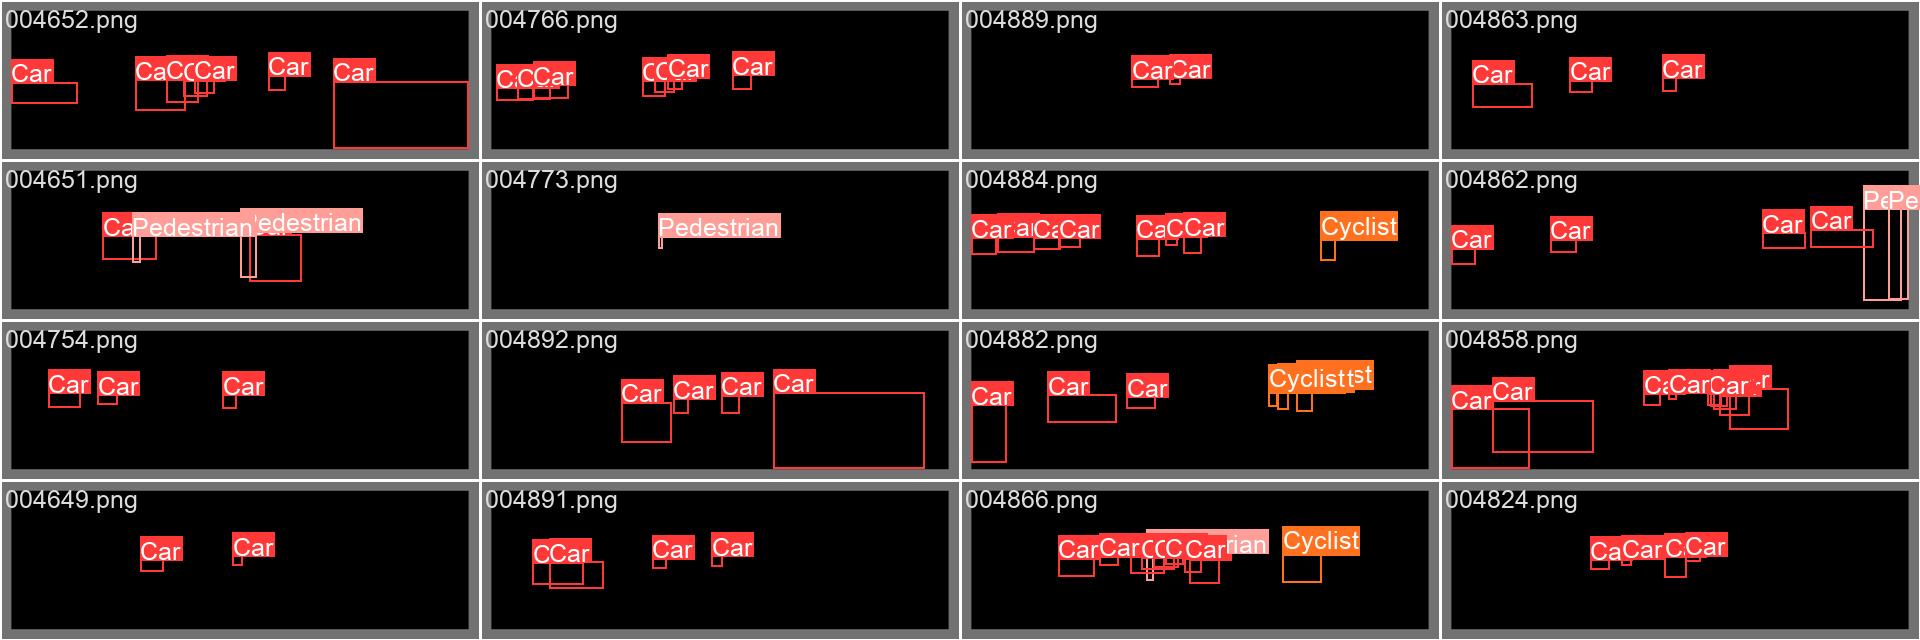 004652.png
Car
Car
Car
Car
Car
004766.png
Car
Car
Car
004889.png
Car
Car
004863.png
Car
Car
Car
004651.png
Pedestrian
004773.png
Pedestrian
004884.png
Car
Car
Car
Cyclist
004862.png
Car
Car
Car
Car
004754.png
Car
Car
Car
004892.png
Car
Car
Car
Car
004882.png
Car
Car
Car
Cyclist
004858.png
Car
Car
Car
Car
004649.png
Car
Car
004891.png
Car
Car
Car
004866.png
Car
Car
Car
Cyclist
004824.png
Car
Car